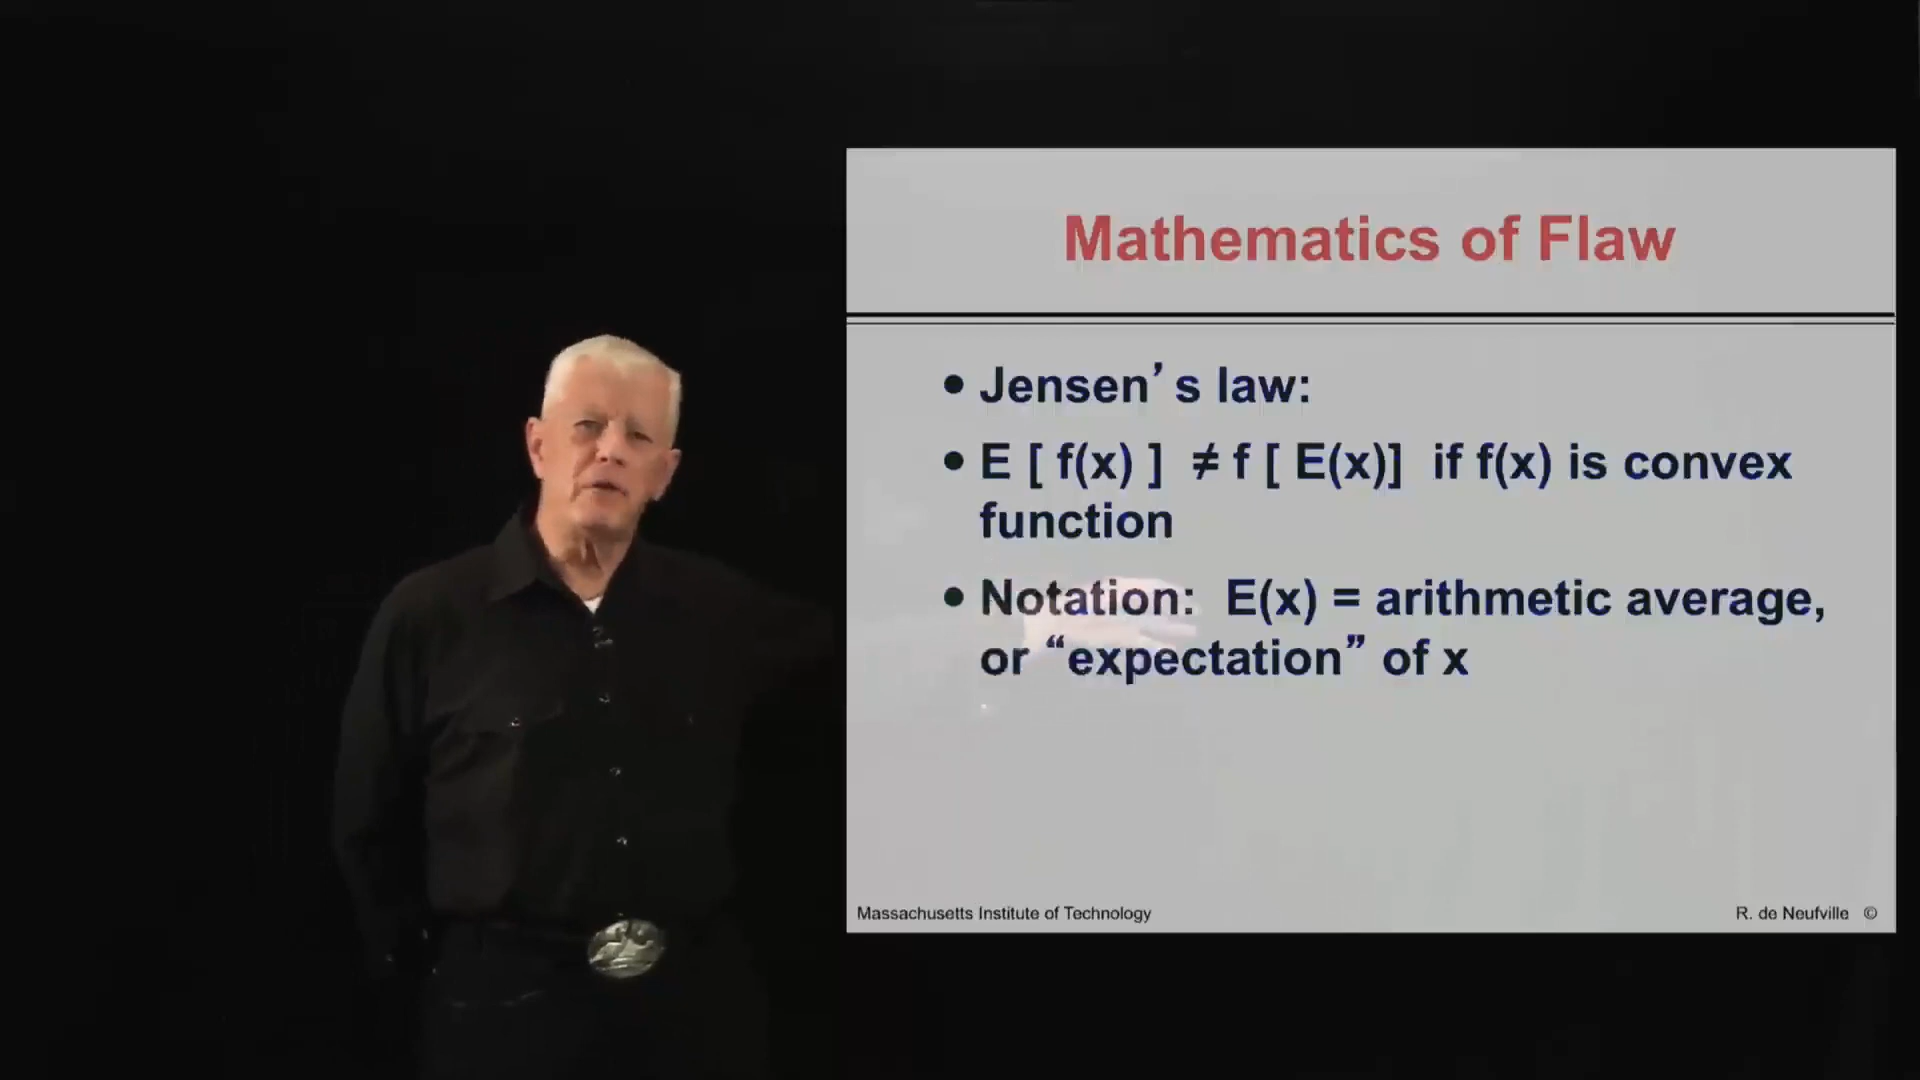 Mathematics of Flaw
• Jensen’s law:
• E [ f(x) ] ≠ f [ E(x)] if f(x) is convex
function
• Notation: E(x) = arithmetic average,
or “expectation” of x
Massachusetts Institute of Technology
R. de Neufville ©